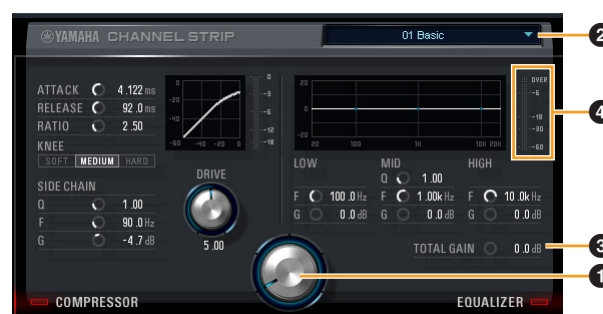 YAMAHA CHANNEL STRIP
01 Basic
2
ATTACK 4.122 ms
RELEASE 92.0 ms
RATIO 2.50
KNEE
SOFT MEDIUM HARD
SIDE CHAIN
Q 1.00
F 90.0 Hz
G -4.7 dB
0
-20
-40
-60 -40 -20 0
0
-3
-6
-12
-18
DRIVE
5.00
20
0
-20
20 100 1k 10k 20k
OVER
-6
-18
-30
-60
4
LOW MID HIGH
Q 1.00
F 100.0 Hz F 1.00k Hz F 10.0k Hz
G 0.0 dB G 0.0 dB G 0.0 dB
TOTAL GAIN 0.0 dB
3
1
COMPRESSOR
EQUALIZER